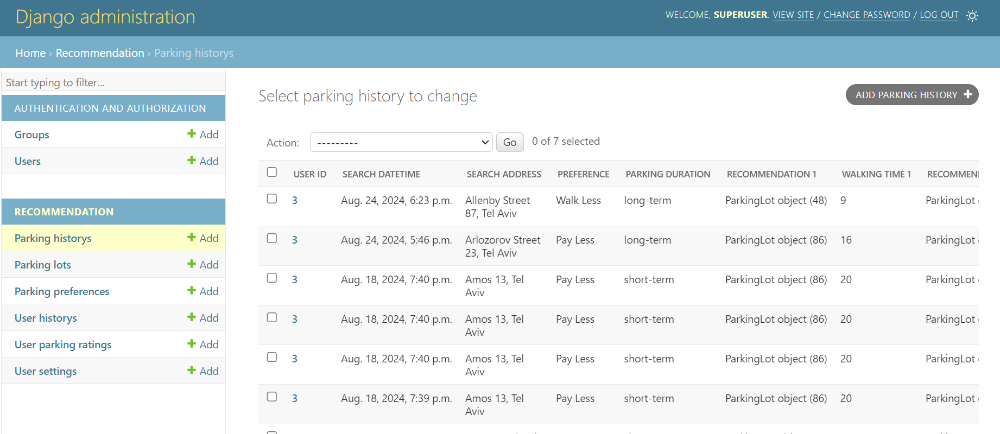 Django administration
WELCOME, SUPERUSER. VIEW SITE / CHANGE PASSWORD / LOG OUT
Home › Recommendation › Parking historys
Start typing to filter...
AUTHENTICATION AND AUTHORIZATION
Groups + Add
Users + Add
RECOMMENDATION
Parking historys + Add
Parking lots + Add
Parking preferences + Add
User historys + Add
User parking ratings + Add
User settings + Add
Select parking history to change
ADD PARKING HISTORY +
Action: --------- Go 0 of 7 selected
USER ID SEARCH DATETIME SEARCH ADDRESS PREFERENCE PARKING DURATION RECOMMENDATION 1 WALKING TIME 1 RECOMMEN
3 Aug. 24, 2024, 6:23 p.m. Allenby Street Walk Less long-term ParkingLot object (48) 9 ParkingLot
87, Tel Aviv
3 Aug. 24, 2024, 5:46 p.m. Arlozorov Street Pay Less long-term ParkingLot object (86) 16 ParkingLot
23, Tel Aviv
3 Aug. 18, 2024, 7:40 p.m. Amos 13, Tel Pay Less short-term ParkingLot object (86) 20 ParkingLot
Aviv
3 Aug. 18, 2024, 7:40 p.m. Amos 13, Tel Pay Less short-term ParkingLot object (86) 20 ParkingLot
Aviv
3 Aug. 18, 2024, 7:40 p.m. Amos 13, Tel Pay Less short-term ParkingLot object (86) 20 ParkingLot
Aviv
3 Aug. 18, 2024, 7:39 p.m. Amos 13, Tel Pay Less short-term ParkingLot object (86) 20 ParkingLot
Aviv